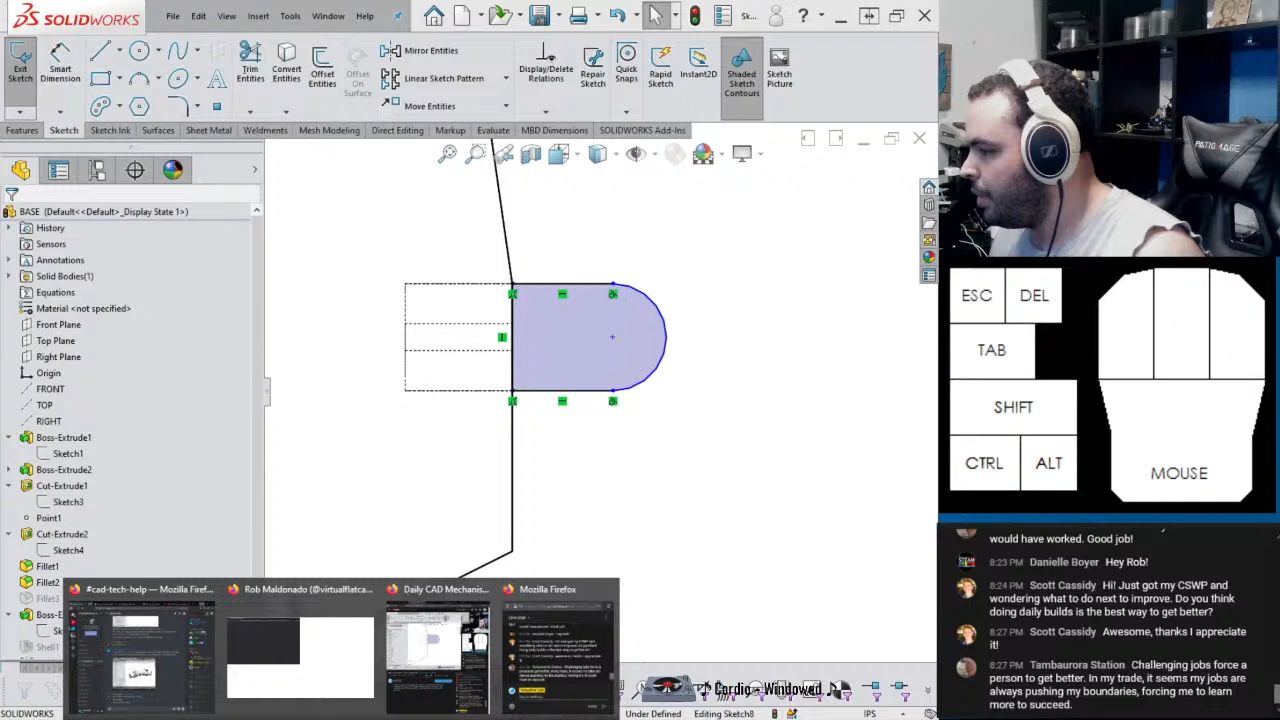 SOLIDWORKS
File Edit View Insert Tools Window Help
Sk...
Exit Sketch
Smart Dimension
Trim Entities
Convert Entities
Offset Entities
Offset On Surface
Mirror Entities
Linear Sketch Pattern
Move Entities
Display/Delete Relations
Repair Sketch
Quick Snaps
Rapid Sketch
Instant2D
Shaded Sketch Contours
Sketch Picture
Features Sketch Sketch Ink Surfaces Sheet Metal Weldments Mesh Modeling Direct Editing Markup Evaluate MBD Dimensions SOLIDWORKS Add-Ins
BASE (Default<<Default>_Display State 1>)
History
Sensors
Annotations
Solid Bodies(1)
Equations
Material <not specified>
Front Plane
Top Plane
Right Plane
Origin
FRONT
TOP
RIGHT
Boss-Extrude1
Sketch1
Boss-Extrude2
Cut-Extrude1
Sketch3
Point1
Cut-Extrude2
Sketch4
Fillet1
Fillet2
#cad-tech-help — Mozilla Firef...
Rob Maldonado (@virtualflatca...
Daily CAD Mechanis...
Mozilla Firefox
Under Defined Editing Sketch8 IPS
ESC DEL
TAB
SHIFT
CTRL ALT
MOUSE
would have worked. Good job!
8:23 PM Danielle Boyer Hey Rob!
8:24 PM Scott Cassidy Hi! Just got my CSWP and
wondering what to do next to improve. Do you think
doing daily builds is the best way to get better?
8:27 PM Scott Cassidy Awesome, thanks I appreciate
it!
8:27 PM Tambaurora Station Challenging jobs force a
person to get better. In my trade, it seems my jobs
are always pushing my boundaries, forcing me to learn
more to succeed.